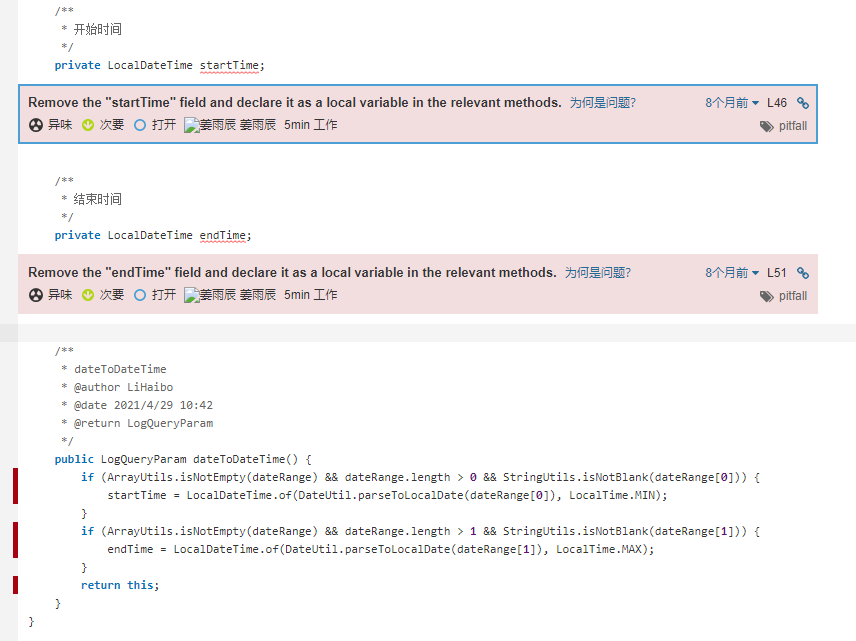 /**
* 开始时间
*/
private LocalDateTime startTime;
Remove the "startTime" field and declare it as a local variable in the relevant methods. 为何是问题? 8个月前 L46
异味 次要 打开 姜雨辰 姜雨辰 5min 工作 pitfall
/**
* 结束时间
*/
private LocalDateTime endTime;
Remove the "endTime" field and declare it as a local variable in the relevant methods. 为何是问题? 8个月前 L51
异味 次要 打开 姜雨辰 姜雨辰 5min 工作 pitfall
/**
* dateToDateTime
* @author LiHaibo
* @date 2021/4/29 10:42
* @return LogQueryParam
*/
public LogQueryParam dateToDateTime() {
if (ArrayUtils.isNotEmpty(dateRange) && dateRange.length > 0 && StringUtils.isNotBlank(dateRange[0])) {
startTime = LocalDateTime.of(DateUtil.parseToLocalDate(dateRange[0]), LocalTime.MIN);
}
if (ArrayUtils.isNotEmpty(dateRange) && dateRange.length > 1 && StringUtils.isNotBlank(dateRange[1])) {
endTime = LocalDateTime.of(DateUtil.parseToLocalDate(dateRange[1]), LocalTime.MAX);
}
return this;
}
}